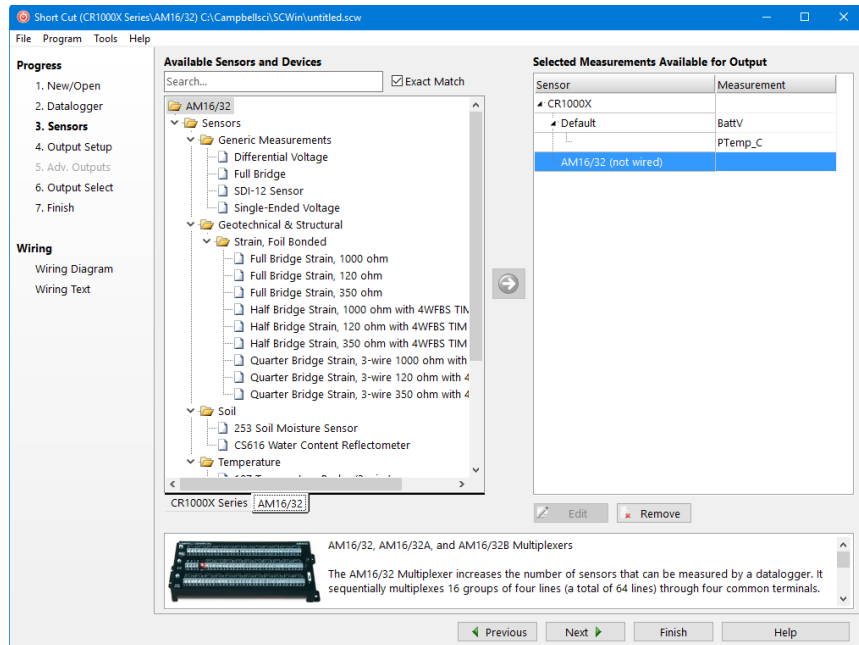 Short Cut (CR1000X Series\AM16/32) C:\Campbellsci\SCWin\untitled.scw
File Program Tools Help
Progress
1. New/Open
2. Datalogger
3. Sensors
4. Output Setup
5. Adv. Outputs
6. Output Select
7. Finish
Wiring
Wiring Diagram
Wiring Text
Available Sensors and Devices
Search...
Exact Match
AM16/32
Sensors
Generic Measurements
Differential Voltage
Full Bridge
SDI-12 Sensor
Single-Ended Voltage
Geotechnical & Structural
Strain, Foil Bonded
Full Bridge Strain, 1000 ohm
Full Bridge Strain, 120 ohm
Full Bridge Strain, 350 ohm
Half Bridge Strain, 1000 ohm with 4WFBS TIM
Half Bridge Strain, 120 ohm with 4WFBS TIM
Half Bridge Strain, 350 ohm with 4WFBS TIM
Quarter Bridge Strain, 3-wire 1000 ohm with
Quarter Bridge Strain, 3-wire 120 ohm with 4
Quarter Bridge Strain, 3-wire 350 ohm with 4
Soil
253 Soil Moisture Sensor
CS616 Water Content Reflectometer
Temperature
CR1000X Series
AM16/32
Selected Measurements Available for Output
Sensor Measurement
CR1000X
Default BattV
PTemp_C
AM16/32 (not wired)
Edit
Remove
AM16/32, AM16/32A, and AM16/32B Multiplexers
The AM16/32 Multiplexer increases the number of sensors that can be measured by a datalogger. It
sequentially multiplexes 16 groups of four lines (a total of 64 lines) through four common terminals.
Previous
Next
Finish
Help